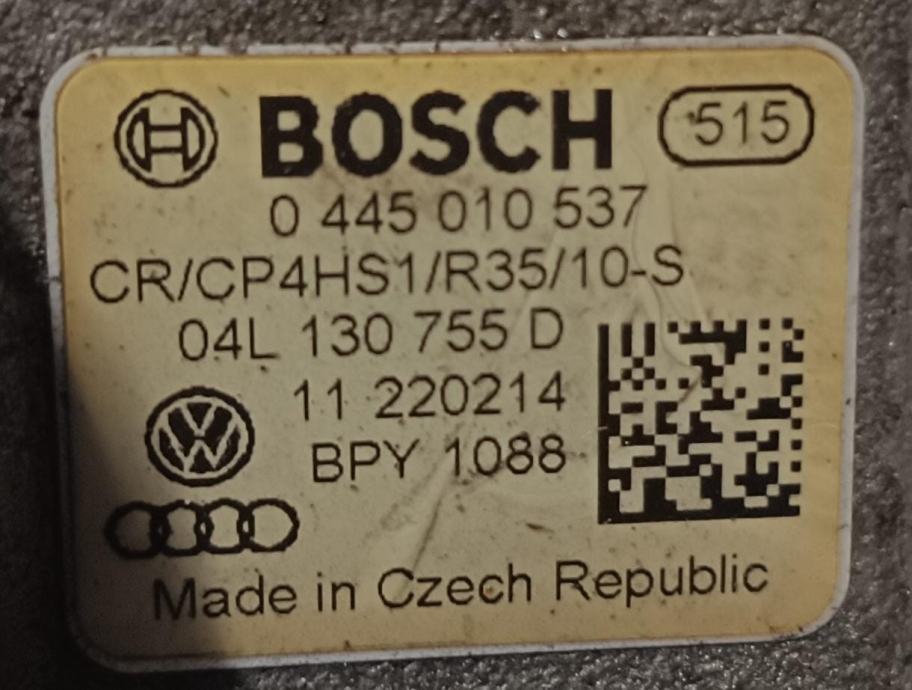 BOSCH 515
0 445 010 537
CR/CP4HS1/R35/10-S
04L 130 755 D
11 220214
BPY 1088
Made in Czech Republic